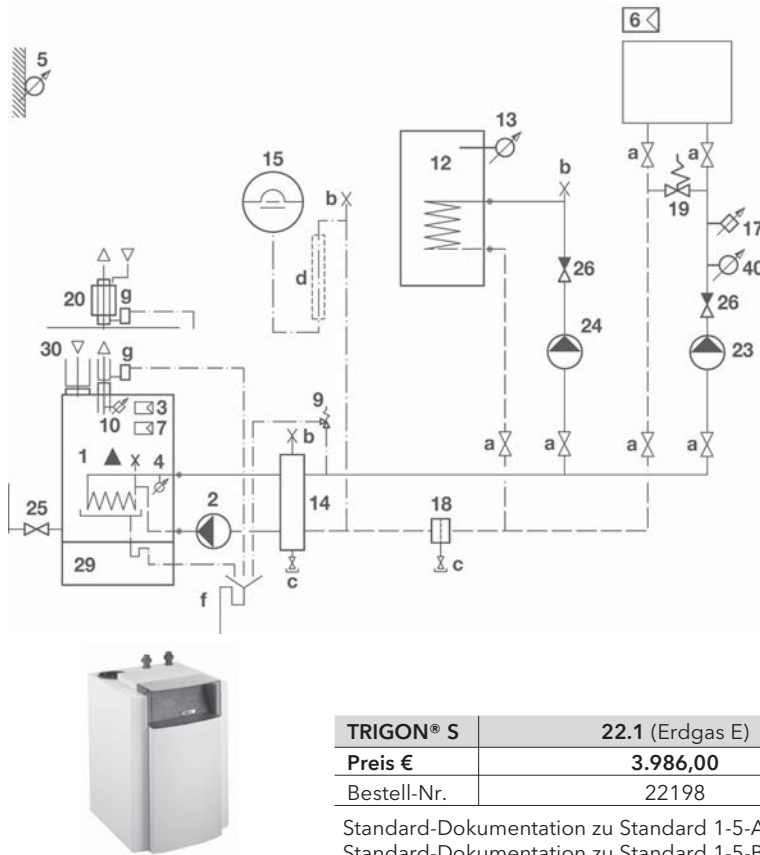 6
5
13
15
12
a
a
b
b
19
17
d
26
40
26
20
g
24
23
30
g
9
10
3
7
b
a
a
a
a
1
4
2
14
18
25
c
c
29
f
TRIGON® S 22.1 (Erdgas E)
Preis € 3.986,00
Bestell-Nr. 22198
Standard-Dokumentation zu Standard 1-5-A
Standard-Dokumentation zu Standard 1-5-B